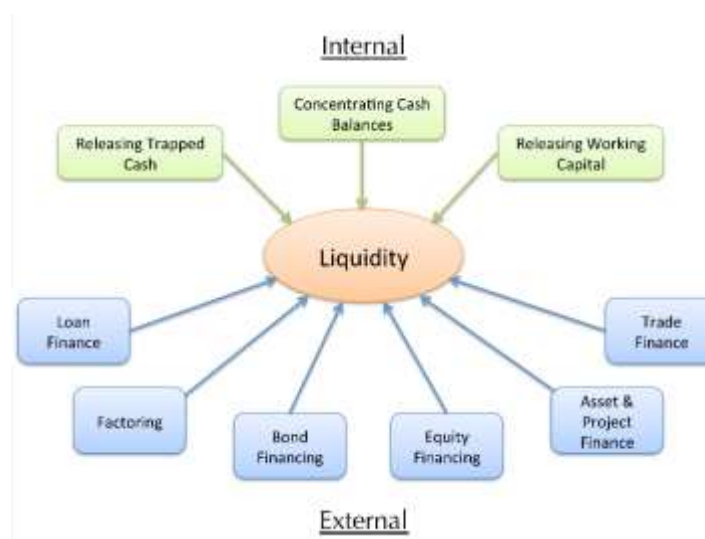 Internal
Concentrating Cash
Balances
Releasing Trapped
Cash
Releasing Working
Capital
Liquidity
Loan
Finance
Trade
Finance
Factoring
Bond
Financing
Equity
Financing
Asset &
Project
Finance
External